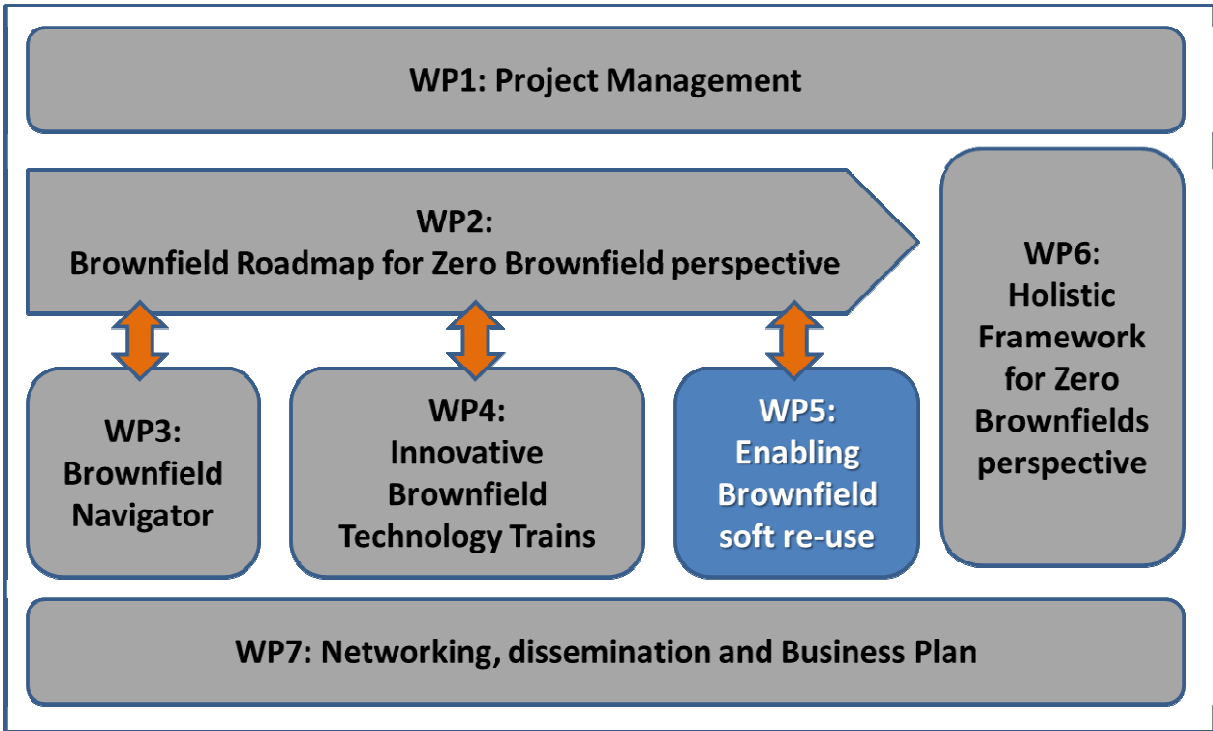 WP1: Project Management
WP2:
Brownfield Roadmap for Zero Brownfield perspective
WP3:
Brownfield
Navigator
WP4:
Innovative
Brownfield
Technology Trains
WP5:
Enabling
Brownfield
soft re-use
WP6:
Holistic
Framework
for Zero
Brownfields
perspective
WP7: Networking, dissemination and Business Plan